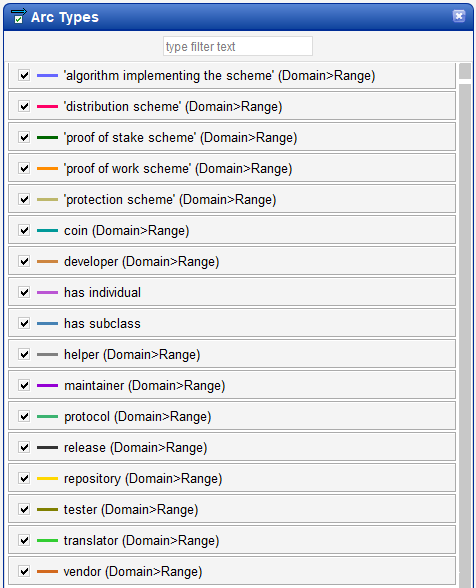 Arc Types
type filter text
'algorithm implementing the scheme' (Domain>Range)
'distribution scheme' (Domain>Range)
'proof of stake scheme' (Domain>Range)
'proof of work scheme' (Domain>Range)
'protection scheme' (Domain>Range)
coin (Domain>Range)
developer (Domain>Range)
has individual
has subclass
helper (Domain>Range)
maintainer (Domain>Range)
protocol (Domain>Range)
release (Domain>Range)
repository (Domain>Range)
tester (Domain>Range)
translator (Domain>Range)
vendor (Domain>Range)